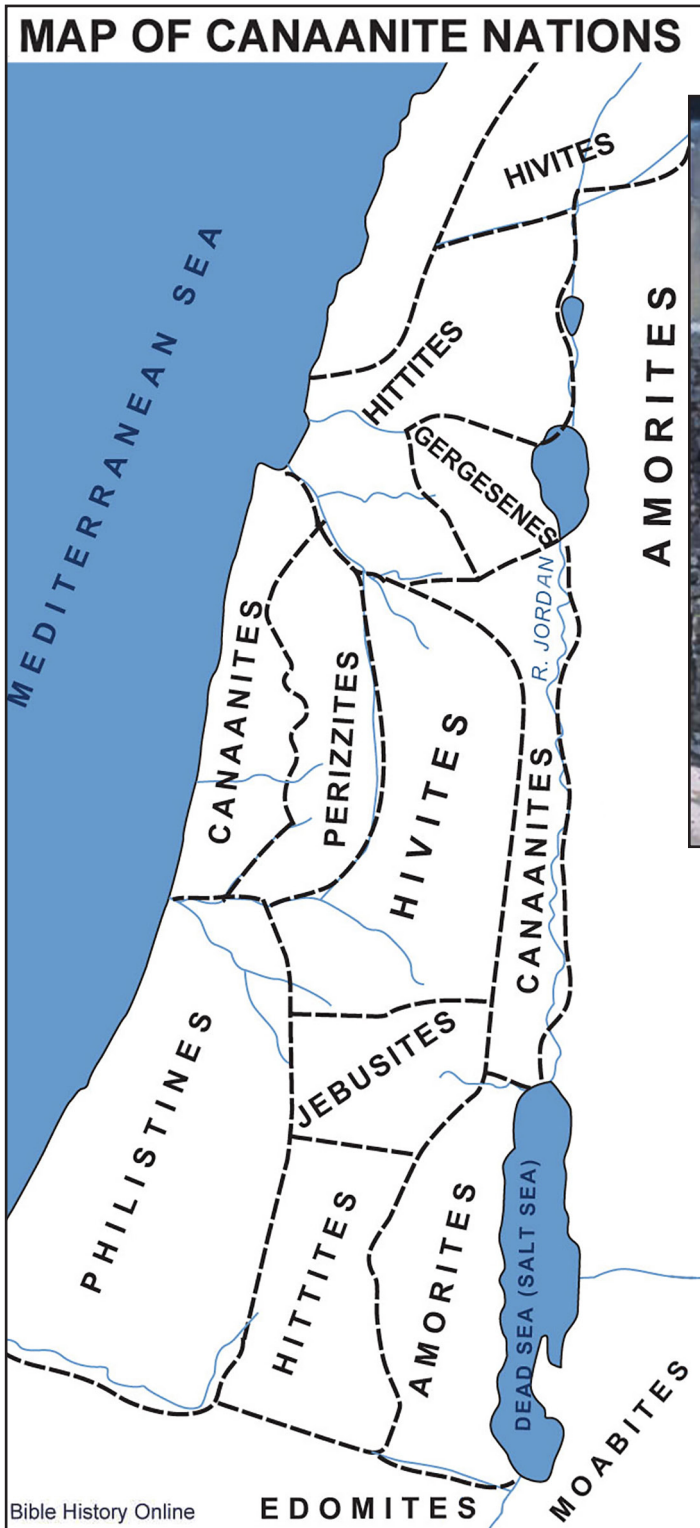 MAP OF CANAANITE NATIONS
HIVITES
MEDITERRANEAN SEA
AMORITES
HITTITES
GERGESENES
R. JORDAN
CANAANITES
PERIZZITES
HIVITES
CANAANITES
PHILISTINES
JEBUSITES
HITTITES
AMORITES
DEAD SEA (SALT SEA)
MOABITES
EDOMITES
Bible History Online